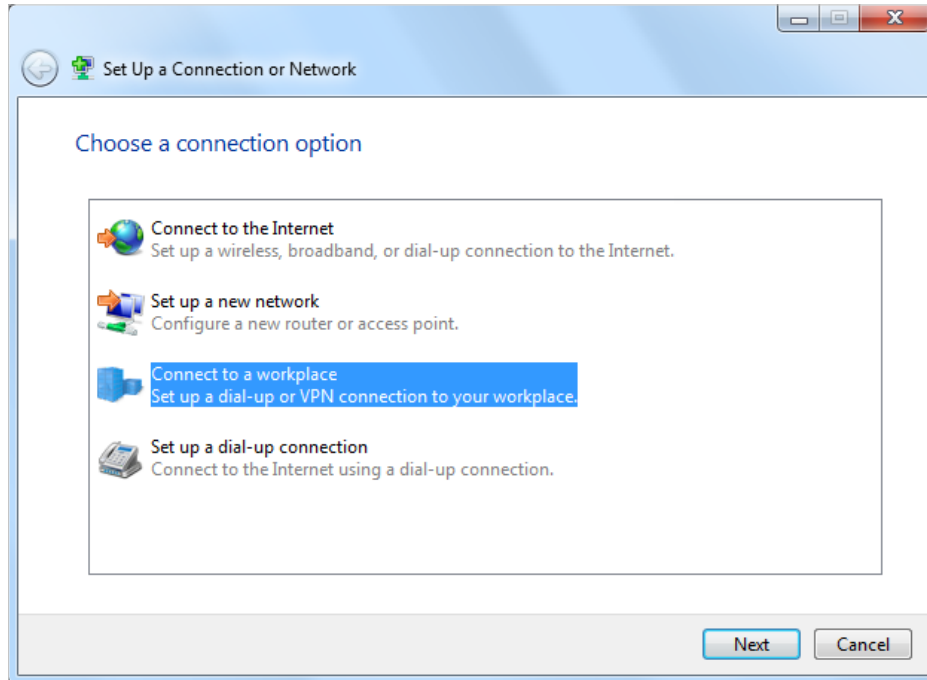 Set Up a Connection or Network
Choose a connection option
Connect to the Internet
Set up a wireless, broadband, or dial-up connection to the Internet.
Set up a new network
Configure a new router or access point.
Connect to a workplace
Set up a dial-up or VPN connection to your workplace.
Set up a dial-up connection
Connect to the Internet using a dial-up connection.
Next
Cancel